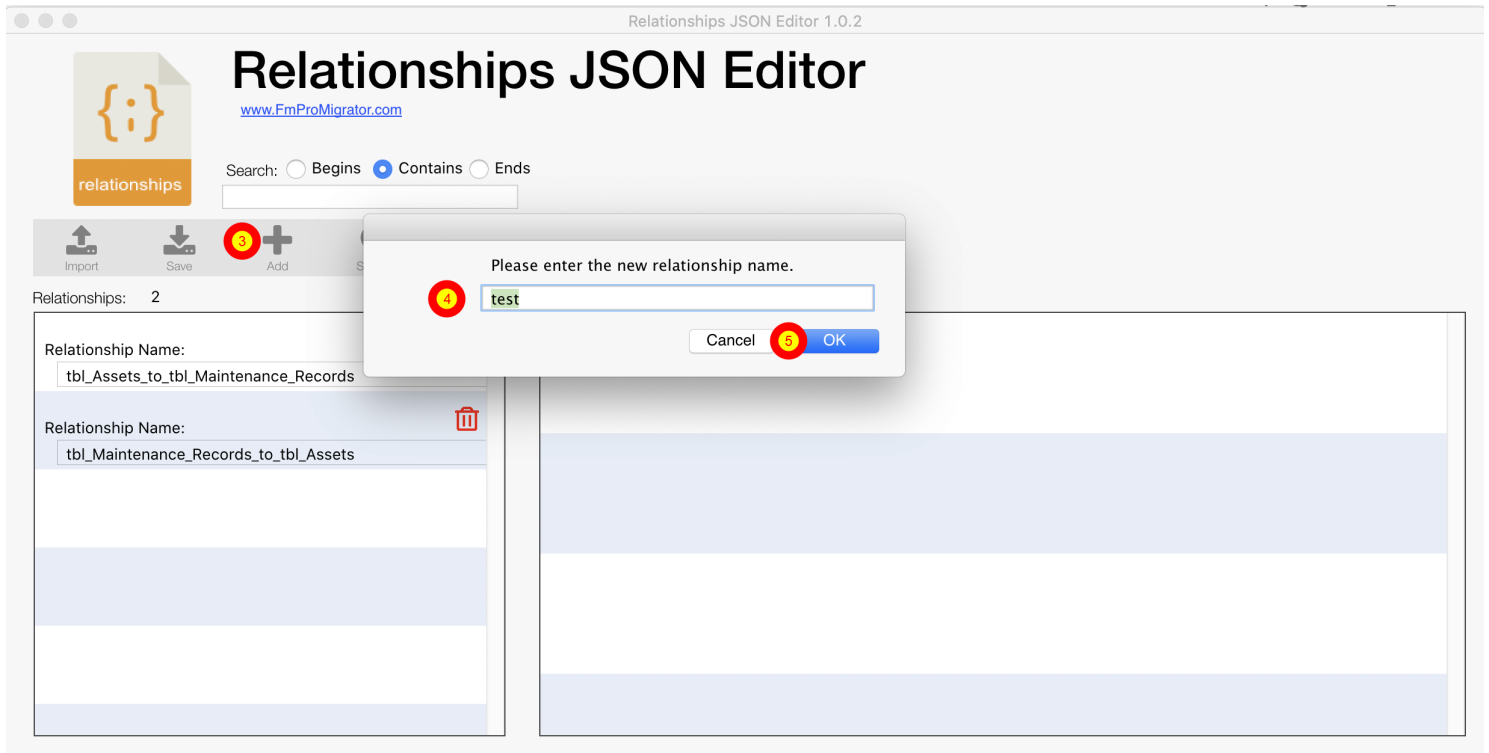 Relationships JSON Editor 1.0.2
Relationships JSON Editor
www.FmProMigrator.com
{;}
relationships
Search: Begins Contains Ends
3
Import Save Add
Please enter the new relationship name.
4 test
Cancel 5 OK
Relationships: 2
Relationship Name:
tbl_Assets_to_tbl_Maintenance_Records
Relationship Name:
tbl_Maintenance_Records_to_tbl_Assets